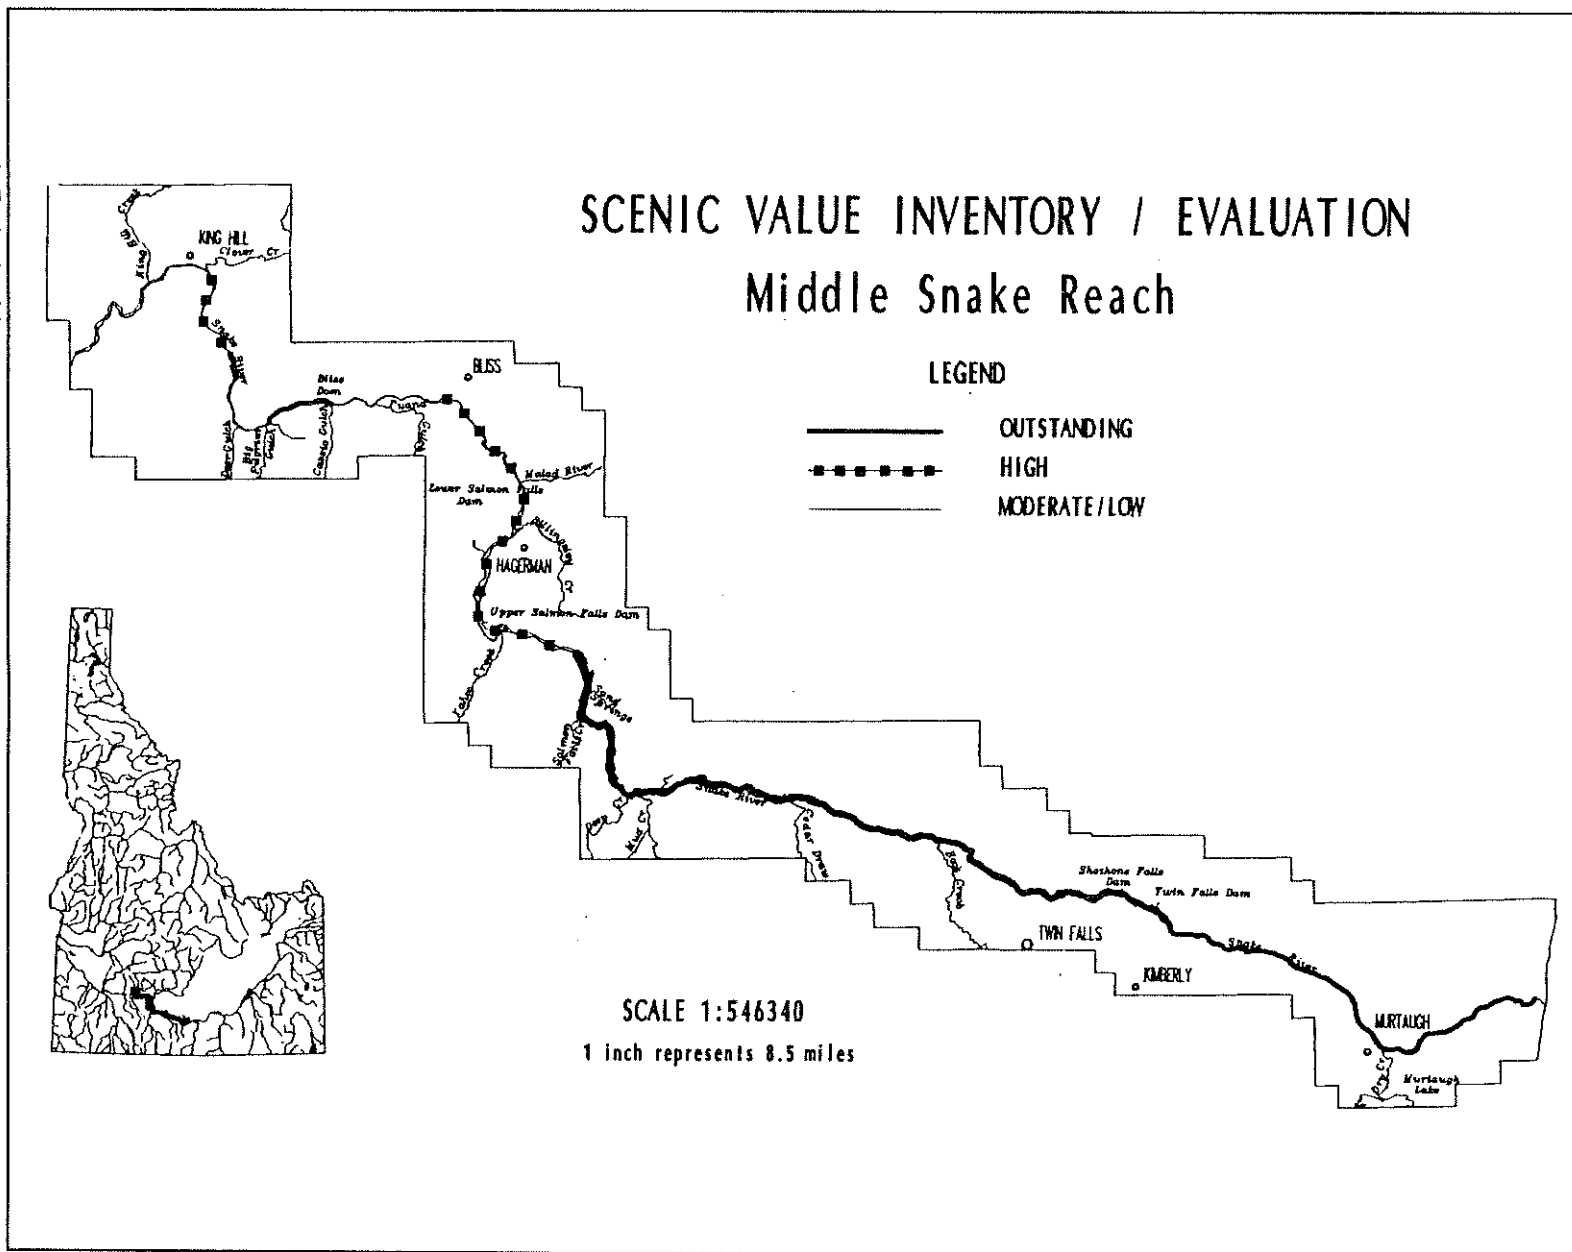 SCENIC VALUE INVENTORY / EVALUATION
Middle Snake Reach
LEGEND
OUTSTANDING
HIGH
MODERATE/LOW
King Hill Creek
KING HILL
Clover Cr
Snake River
BLISS
Bliss
Dam
Tuana
Gulch
Deer Gulch
Big
Pilgrim
Gulch
Cassia Gulch
Malad River
Lower Salmon Falls
Dam
Billingsley Cr
HAGERMAN
Upper Salmon Falls Dam
Yahoo Creek
Sand
Springs
Salmon
Falls Cr
Snake River
Deep
Mud Cr
Cedar Draw
Rock Creek
Shoshone Falls
Dam
Twin Falls Dam
TWIN FALLS
Snake River
KIMBERLY
MURTAUGH
Dry Cr
Murtaugh
Lake
SCALE 1:546340
1 inch represents 8.5 miles